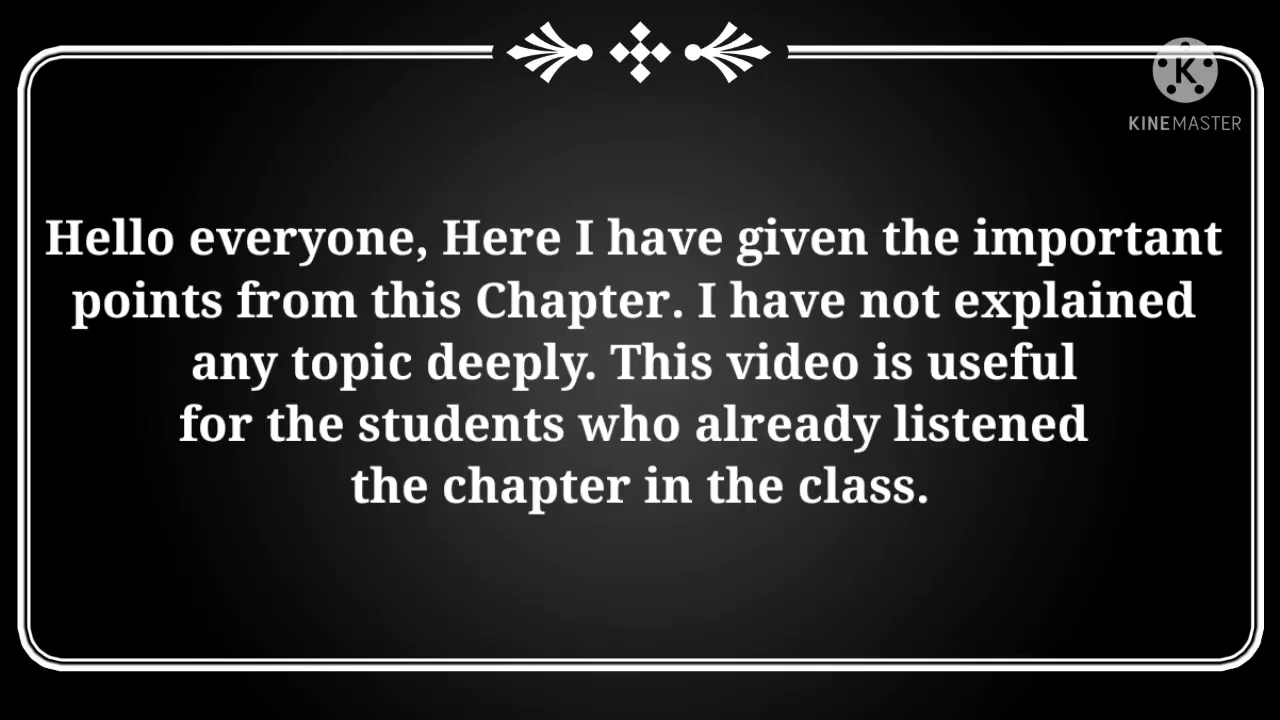 K
KINEMASTER
Hello everyone, Here I have given the important
points from this Chapter. I have not explained
any topic deeply. This video is useful
for the students who already listened
the chapter in the class.